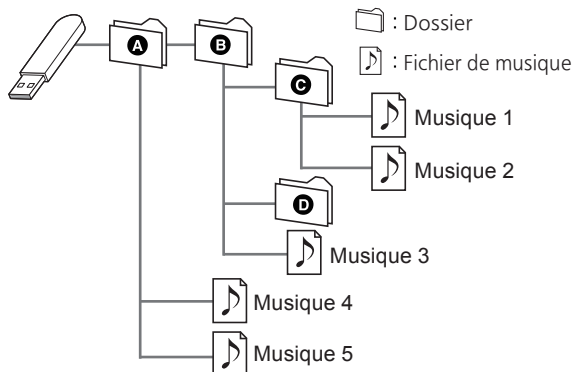 A
B
: Dossier
: Fichier de musique
C
Musique 1
Musique 2
D
Musique 3
Musique 4
Musique 5